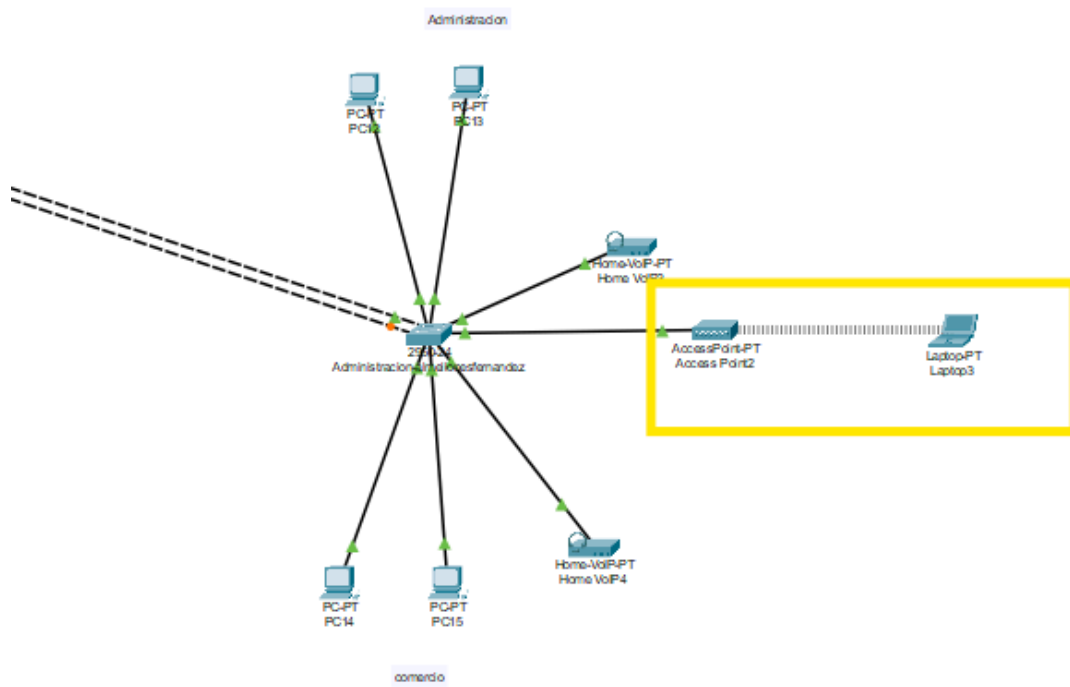 Administracion
PC-PT
PC-PT
PC13
Home-VoIP-PT
Home
AccessPoint-PT
Access Point2
Laptop-PT
Laptop3
Home-VoIP-PT
Home VoIP4
PC-PT
PC14
PC-PT
PC15
comercio